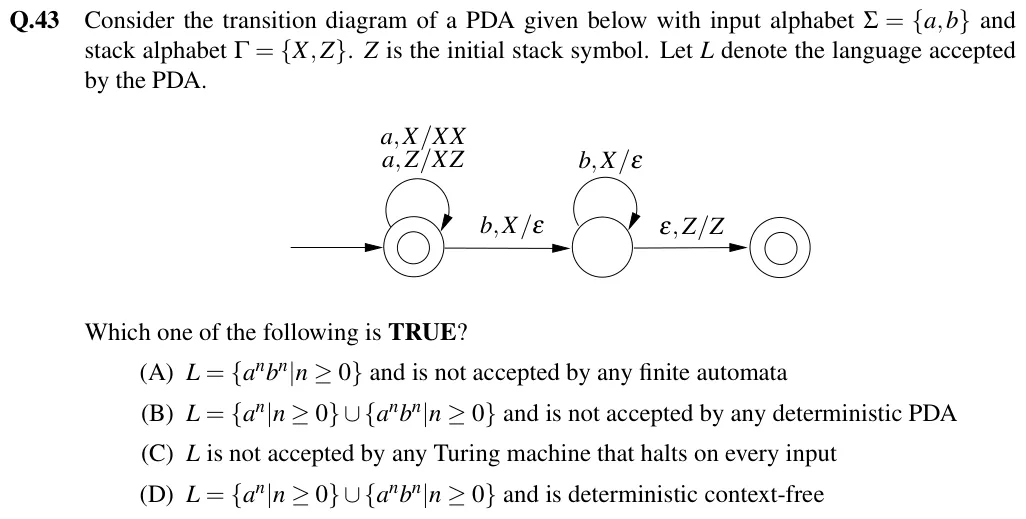 Q.43 Consider the transition diagram of a PDA given below with input alphabet Σ = {a,b} and
stack alphabet Γ = {X,Z}. Z is the initial stack symbol. Let L denote the language accepted
by the PDA.
a,X/XX
a,Z/XZ
b,X/ε
b,X/ε
ε,Z/Z
Which one of the following is TRUE?
(A) L = {aⁿbⁿ|n ≥ 0} and is not accepted by any finite automata
(B) L = {aⁿ|n ≥ 0} ∪ {aⁿbⁿ|n ≥ 0} and is not accepted by any deterministic PDA
(C) L is not accepted by any Turing machine that halts on every input
(D) L = {aⁿ|n ≥ 0} ∪ {aⁿbⁿ|n ≥ 0} and is deterministic context-free